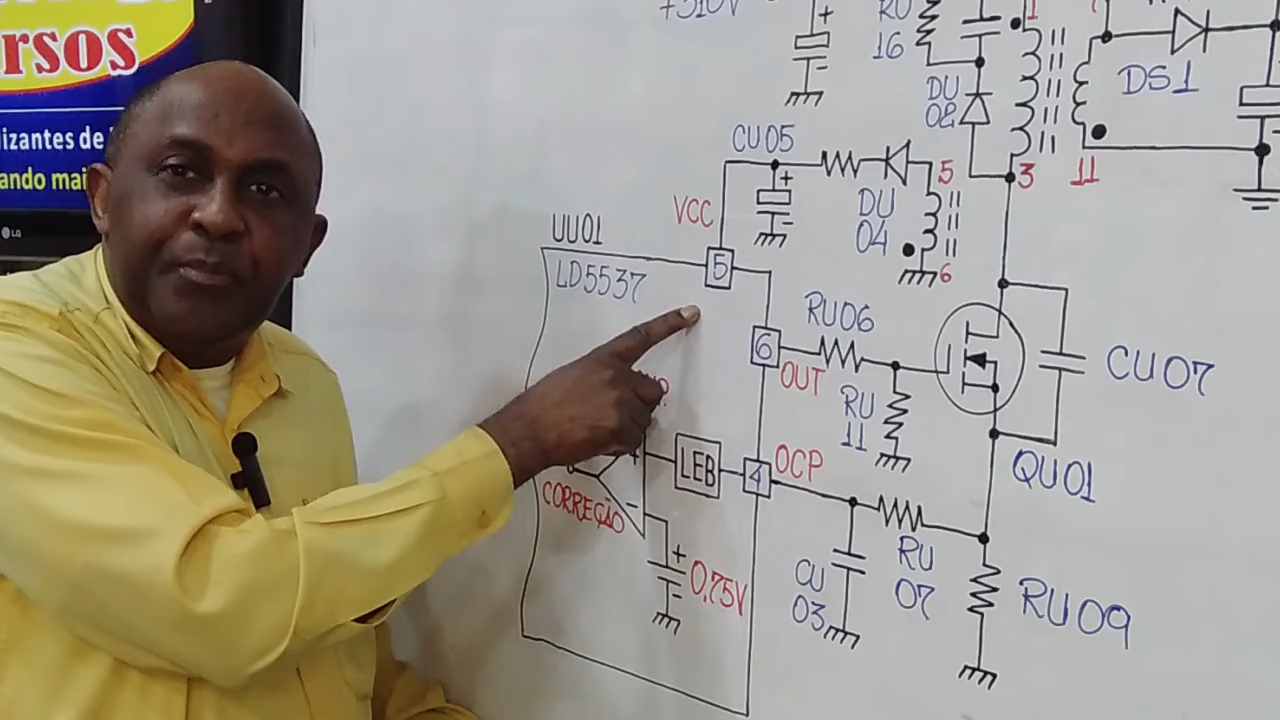 rsos
lizantes de
ando mai
LG
+310V
RU
16
1
DU
02
DS1
3
11
CU05
+
-
DU
04
5
6
VCC
UU01
LD5537
5
6
OUT
RU06
RU
11
CU07
QU01
LEB
4
OCP
CORREÇÃO
+
-
0,75V
CU
03
RU
07
RU09